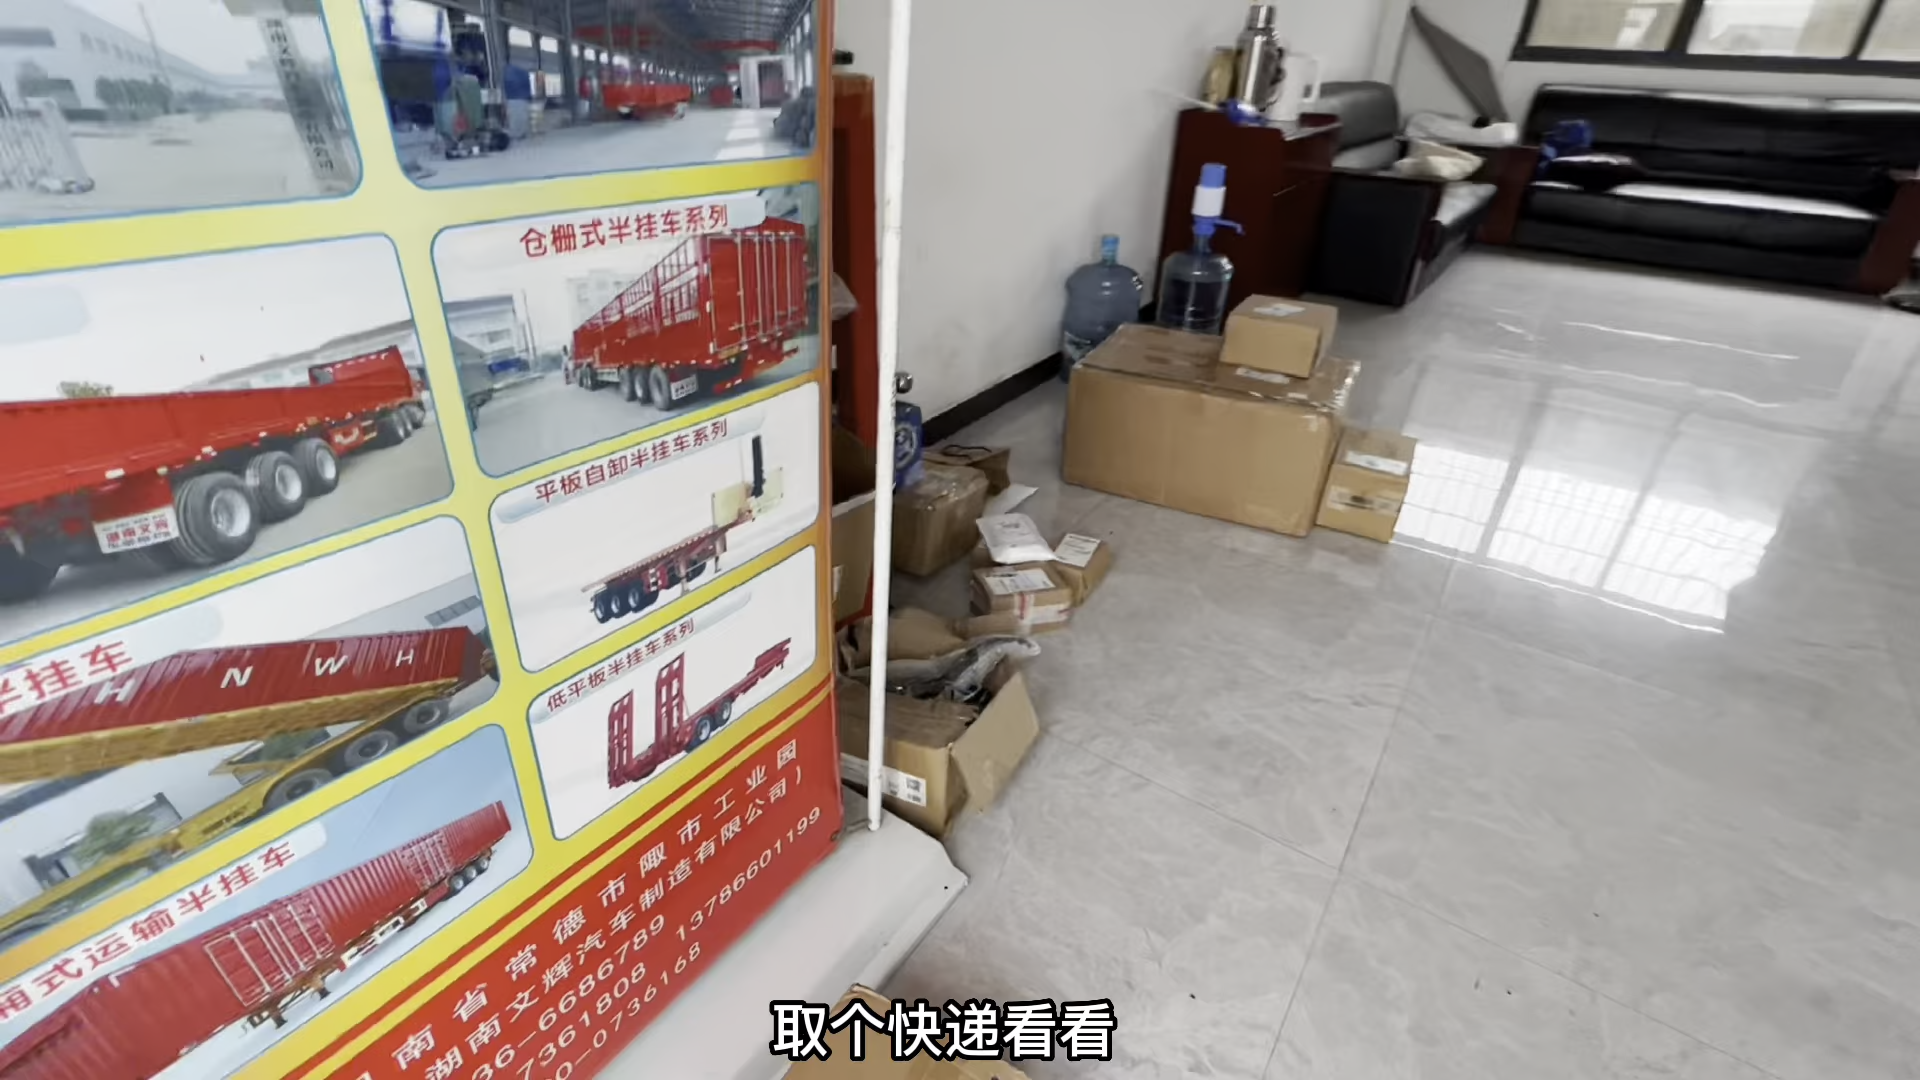 仓栅式半挂车系列
平板自卸半挂车系列
低平板半挂车系列
半挂车
H N W H
厢式运输半挂车
南省常德市陬市工业园
湖南文辉汽车制造有限公司)
36-6686789 13786601199
7361808
0-0736168
取个快递看看